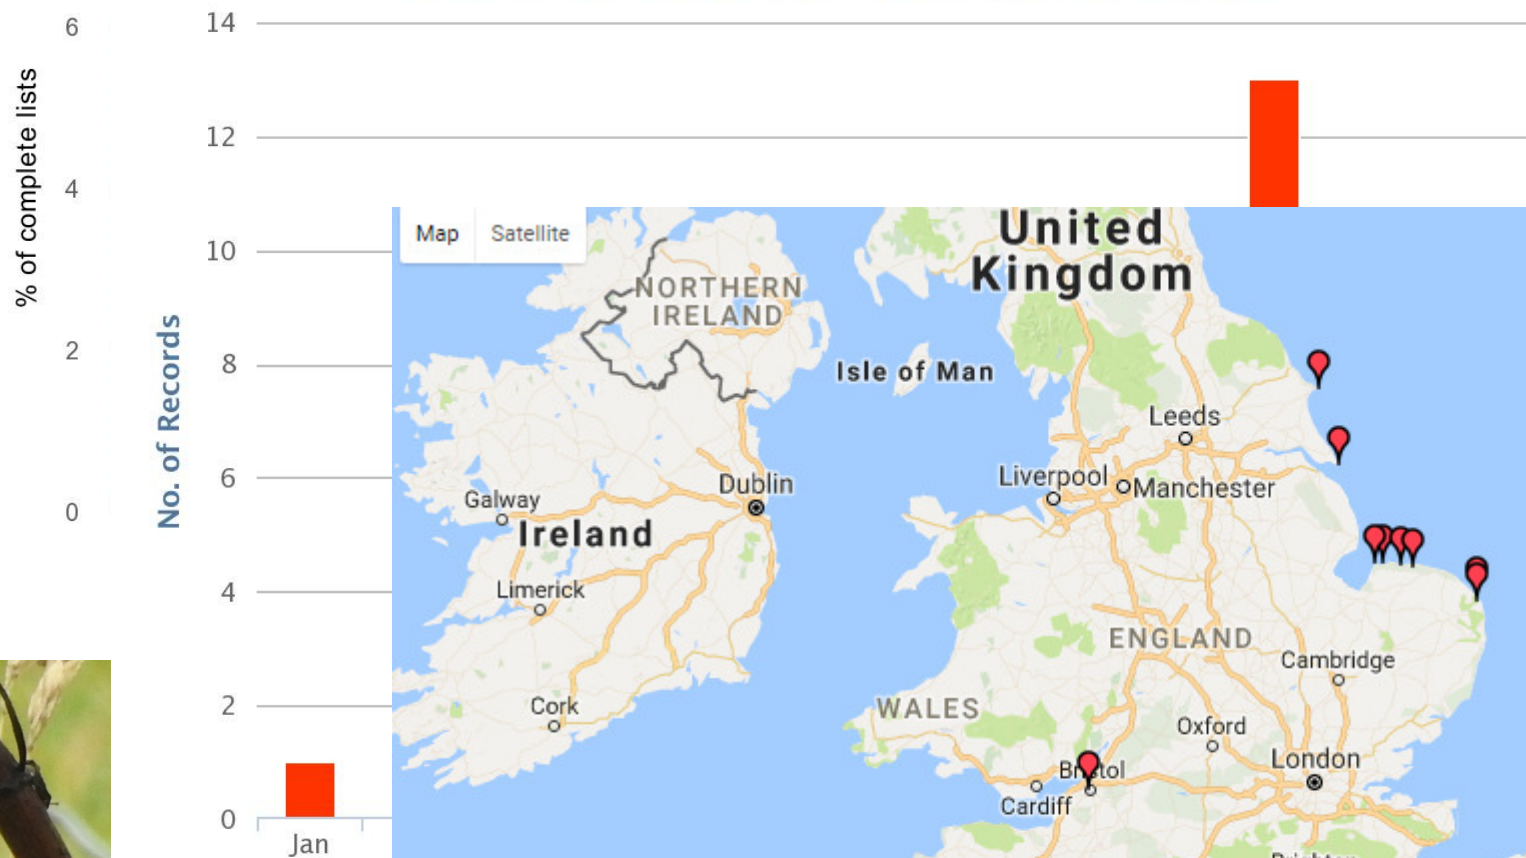 6
4
2
0
% of complete lists
14
12
10
8
6
4
2
0
No. of Records
Jan
Map
Satellite
United
Kingdom
NORTHERN
IRELAND
Isle of Man
Leeds
Liverpool
Manchester
Dublin
Galway
Ireland
Limerick
ENGLAND
Cambridge
Cork
WALES
Oxford
London
Bristol
Cardiff
Brighton